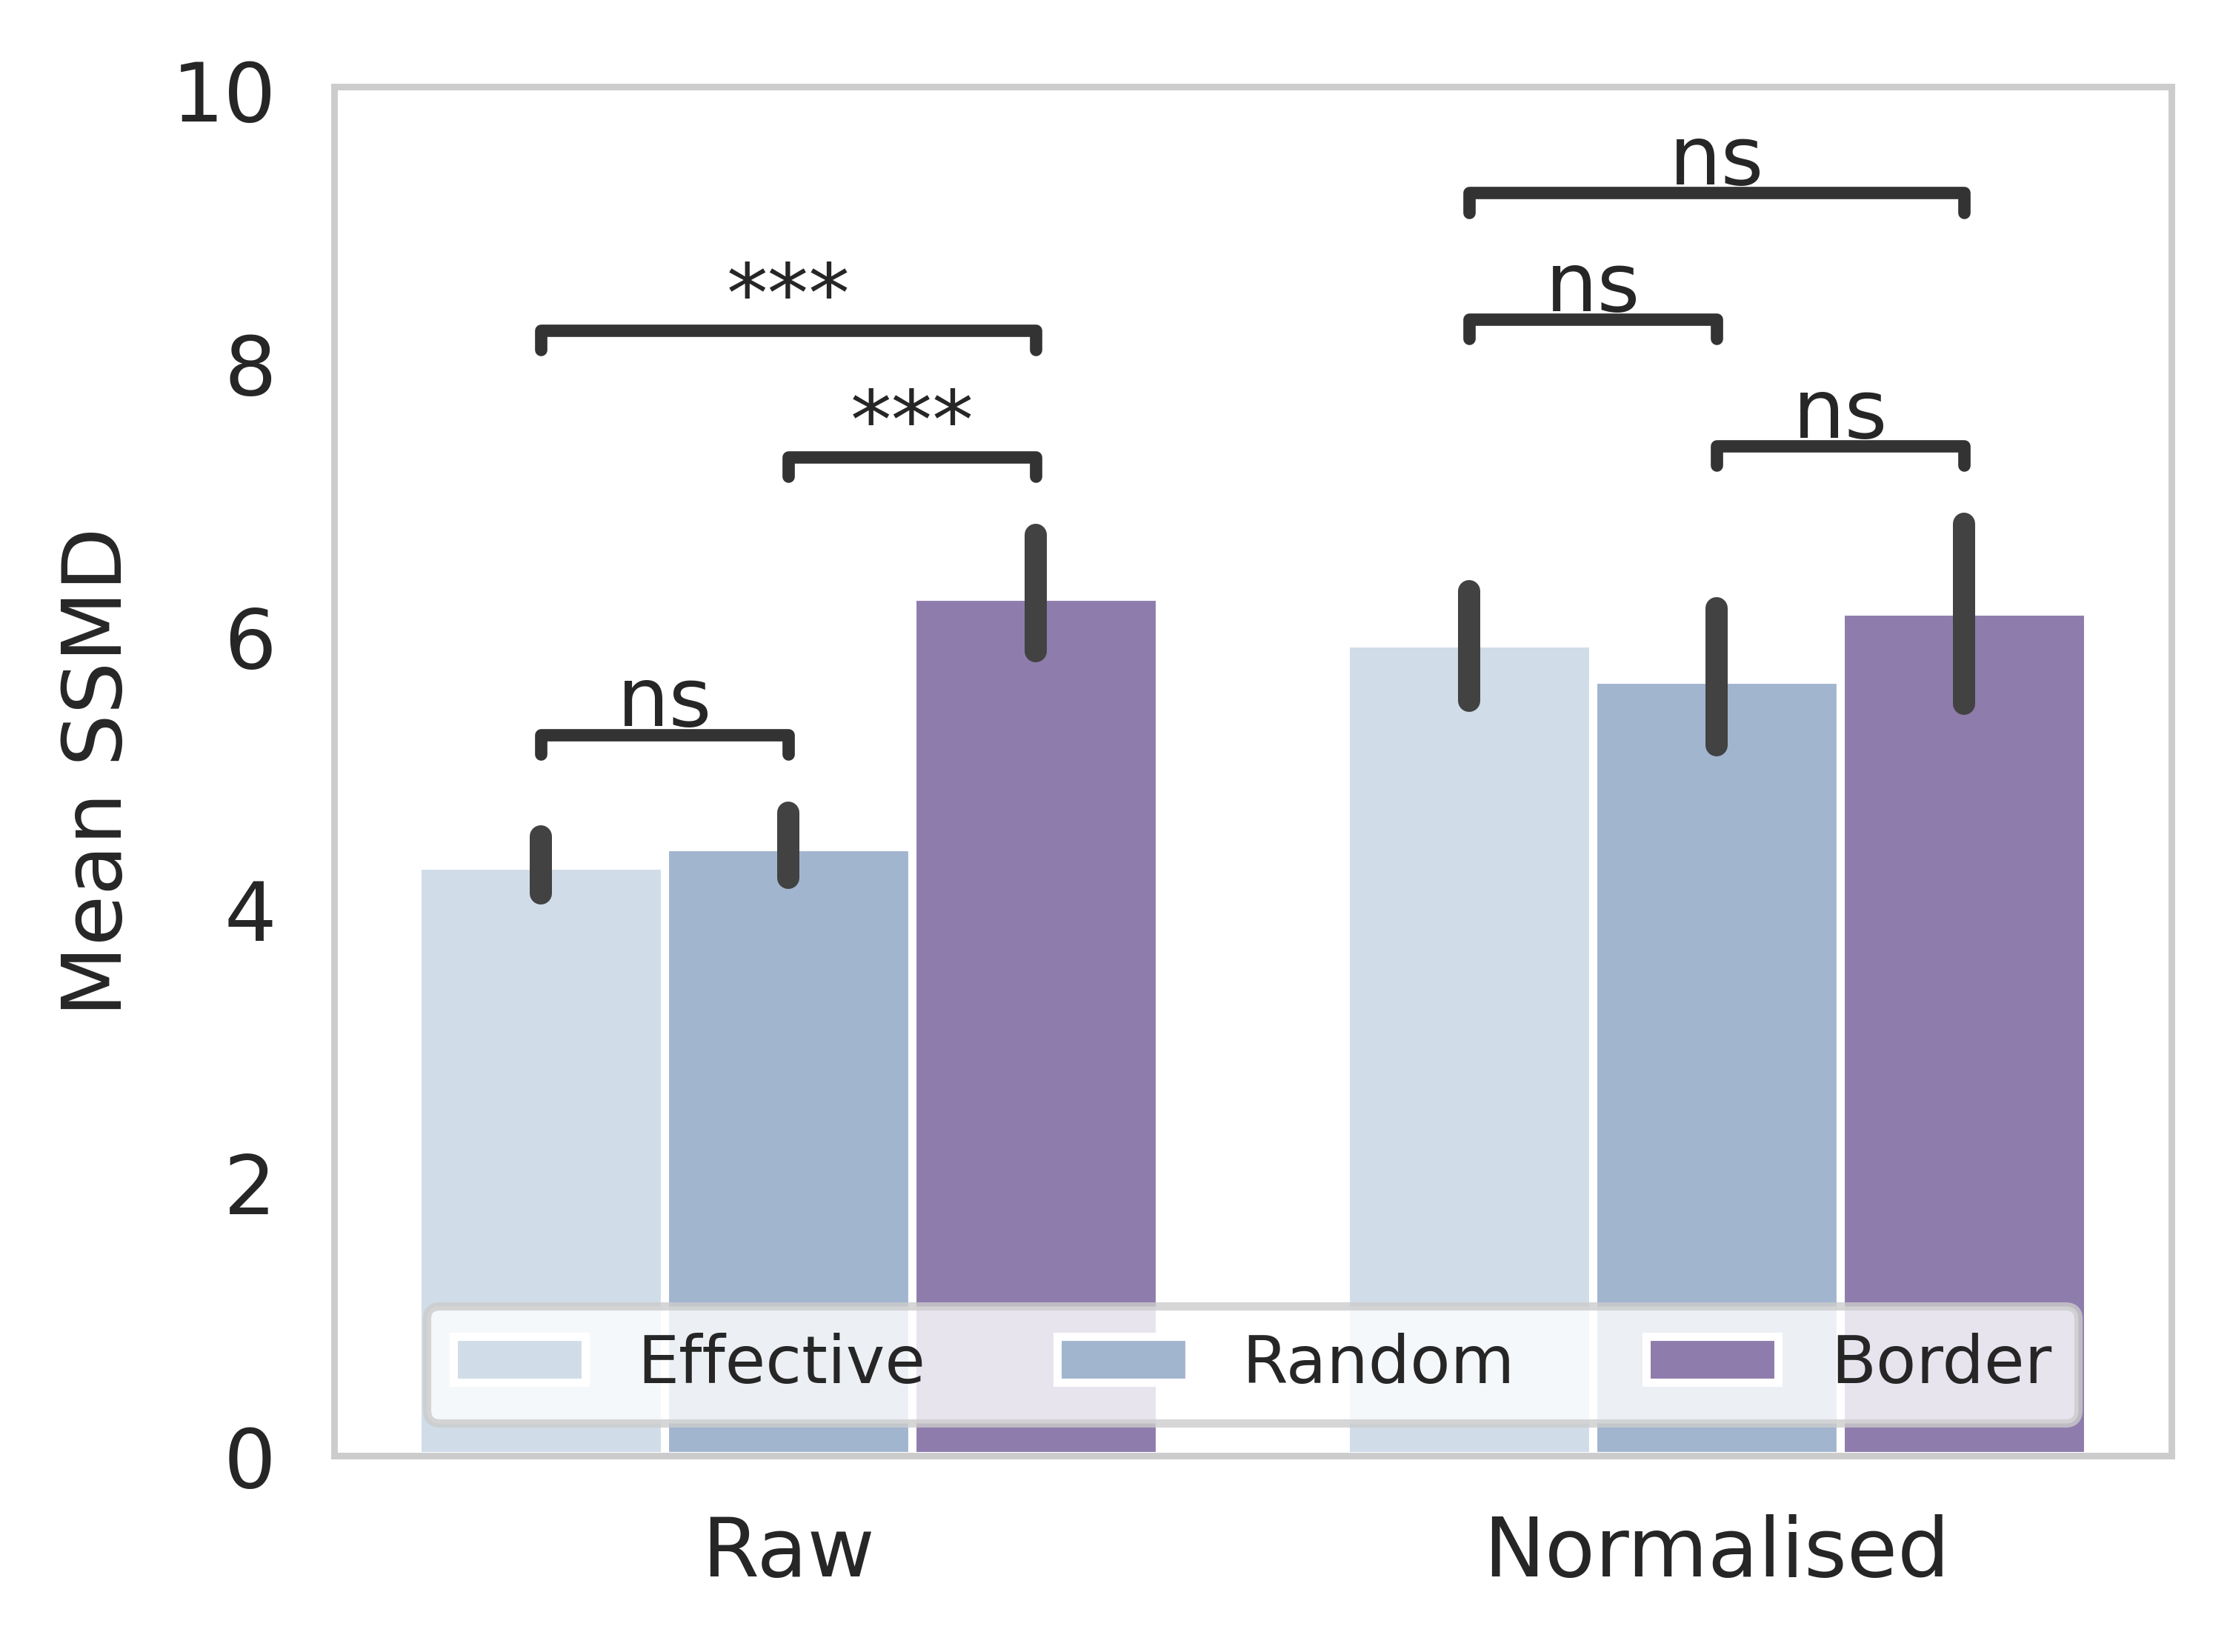 10
8
6
4
2
0
Mean SSMD
ns
ns
ns
***
***
ns
Effective
Random
Border
Raw
Normalised